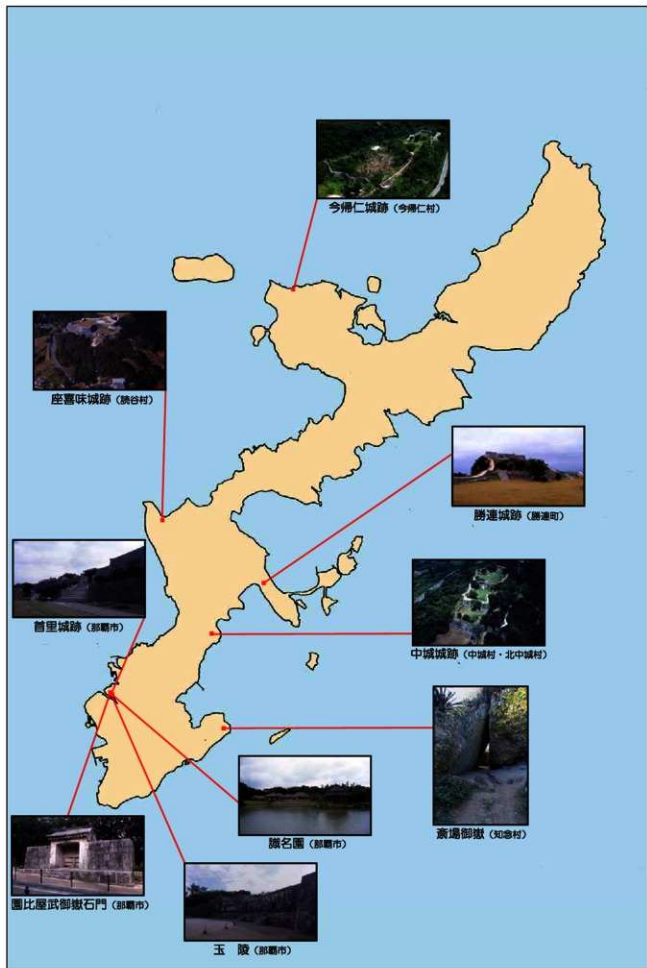 今帰仁城跡（今帰仁村）
座喜味城跡（読谷村）
勝連城跡（勝連町）
首里城跡（那覇市）
中城城跡（中城村・北中城村）
斎場御嶽（知念村）
識名園（那覇市）
園比屋武御嶽石門（那覇市）
玉　陵（那覇市）